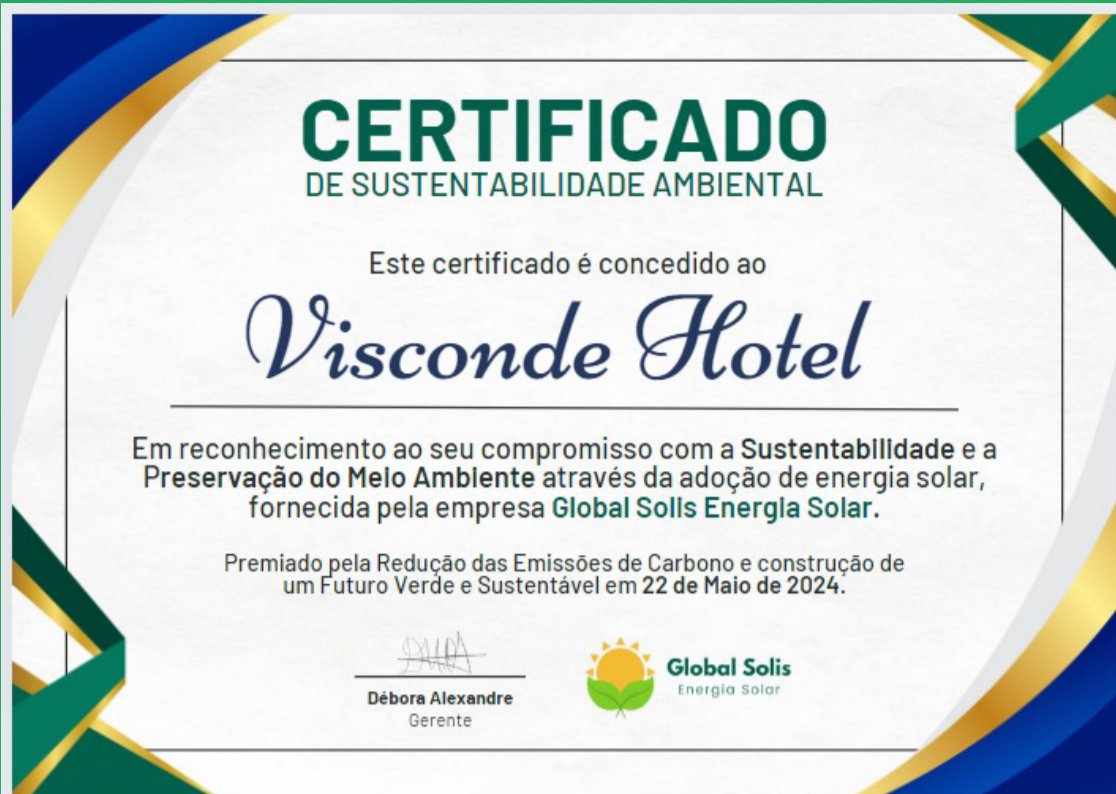 CERTIFICADO
DE SUSTENTABILIDADE AMBIENTAL
Este certificado é concedido ao
Visconde Hotel
Em reconhecimento ao seu compromisso com a Sustentabilidade e a
Preservação do Meio Ambiente através da adoção de energia solar,
fornecida pela empresa Global Solis Energia Solar.
Premiado pela Redução das Emissões de Carbono e construção de
um Futuro Verde e Sustentável em 22 de Maio de 2024.
Débora Alexandre
Gerente
Global Solis
Energia Solar